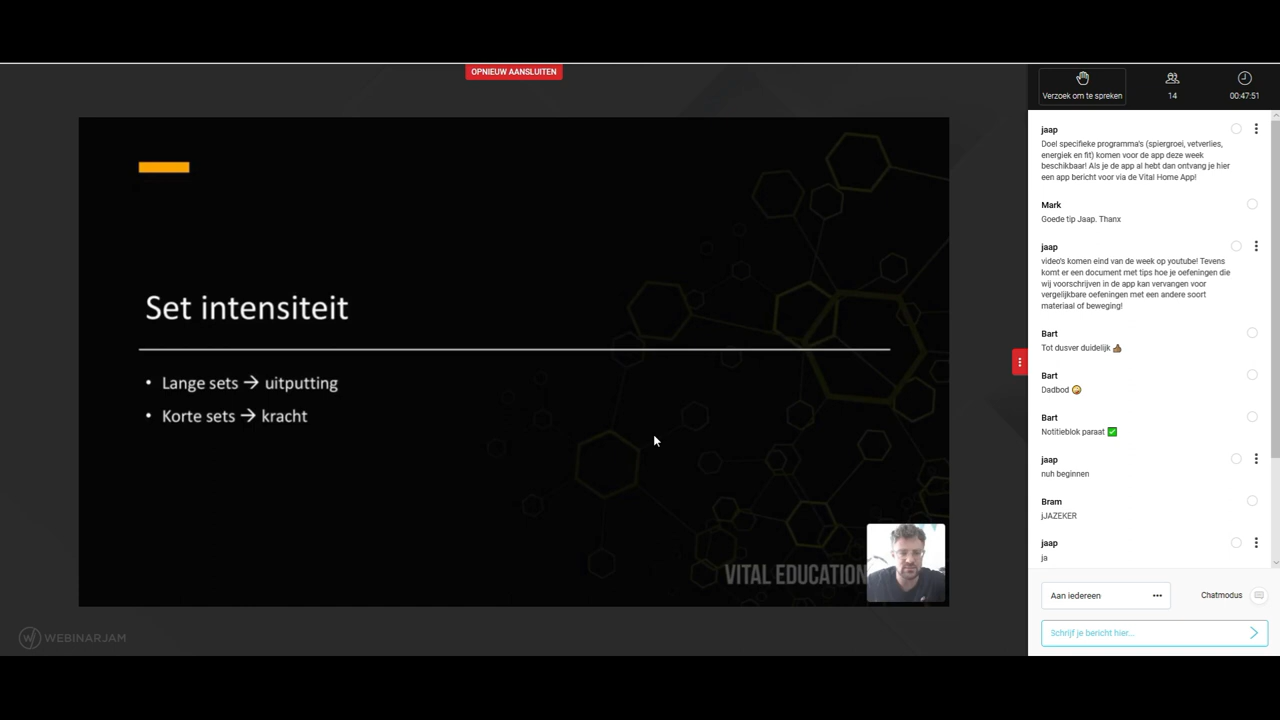 OPNIEUW AANSLUITEN
Set intensiteit
• Lange sets → uitputting
• Korte sets → kracht
VITAL EDUCATION
WEBINARJAM
Verzoek om te spreken
14
00:47:51
jaap
Doel specifieke programma's (spiergroei, vetverlies,
energiek en fit) komen voor de app deze week
beschikbaar! Als je de app al hebt dan ontvang je hier
een app bericht voor via de Vital Home App!
Mark
Goede tip Jaap. Thanx
jaap
video's komen eind van de week op youtube! Tevens
komt er een document met tips hoe je oefeningen die
wij voorschrijven in de app kan vervangen voor
vergelijkbare oefeningen met een andere soort
materiaal of beweging!
Bart
Tot dusver duidelijk 👍🏾
Bart
Dadbod 🤪
Bart
Notitieblok paraat ✅
jaap
nuh beginnen
Bram
jJAZEKER
jaap
ja
Aan iedereen
Chatmodus
Schrijf je bericht hier...